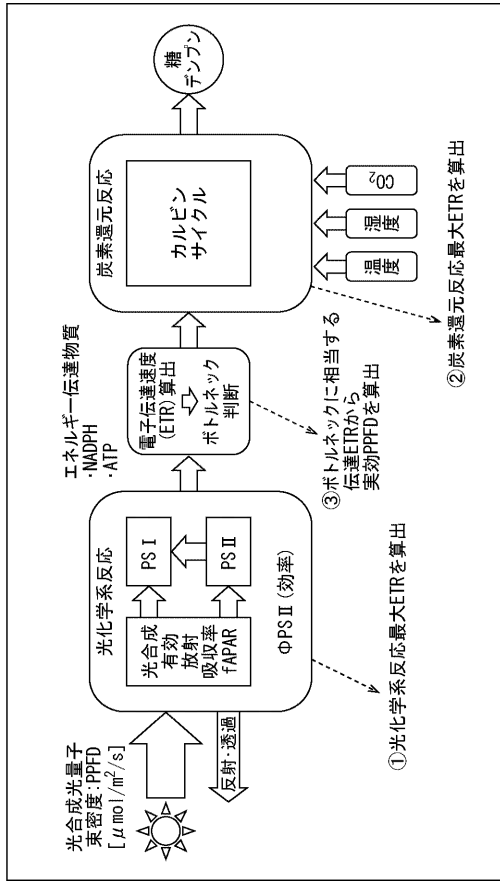 光合成光量子
束密度:PPFD
[μmol/m²/s]
反射・透過
光化学系反応
光合成
有効
放射
吸収率
fAPAR
PSⅠ
PSⅡ
ΦPSⅡ(効率)
①光化学系反応最大ETRを算出
エネルギー伝達物質
・NADPH
・ATP
電子伝達速度
(ETR)算出
ボトルネック
判断
③ボトルネックに相当する
伝達ETRから
実効PPFDを算出
炭素還元反応
カルビン
サイクル
温度
湿度
CO₂
②炭素還元反応最大ETRを算出
糖
デンプン